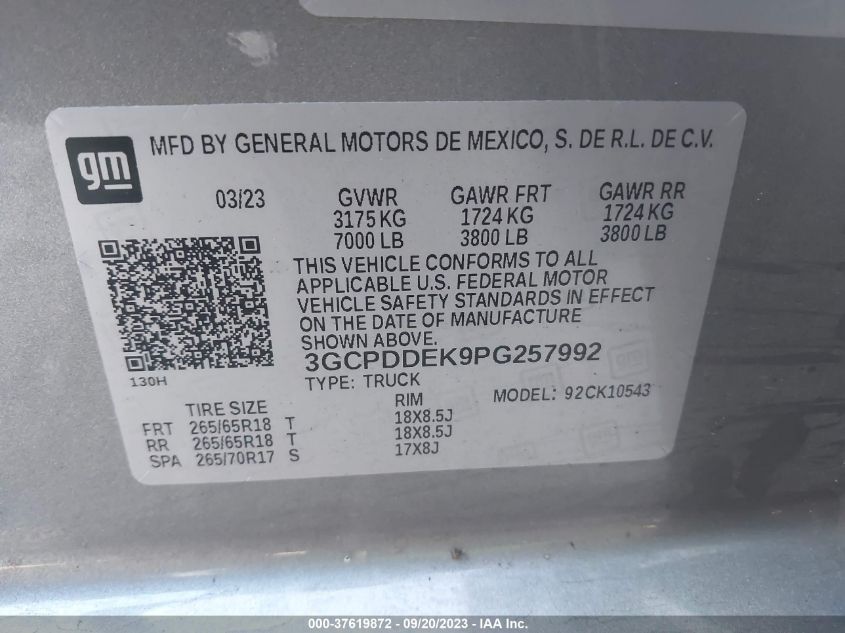 gm
MFD BY GENERAL MOTORS DE MEXICO, S. DE R.L. DE C.V.
03/23 GVWR GAWR FRT GAWR RR
3175 KG 1724 KG 1724 KG
7000 LB 3800 LB 3800 LB
THIS VEHICLE CONFORMS TO ALL
APPLICABLE U.S. FEDERAL MOTOR
VEHICLE SAFETY STANDARDS IN EFFECT
ON THE DATE OF MANUFACTURE
SHOWN ABOVE.
3GCPDDEK9PG257992
130H
TYPE: TRUCK MODEL: 92CK10543
TIRE SIZE RIM
FRT 265/65R18 T 18X8.5J
RR 265/65R18 T 18X8.5J
SPA 265/70R17 S 17X8J
000-37619872 - 09/20/2023 - IAA Inc.